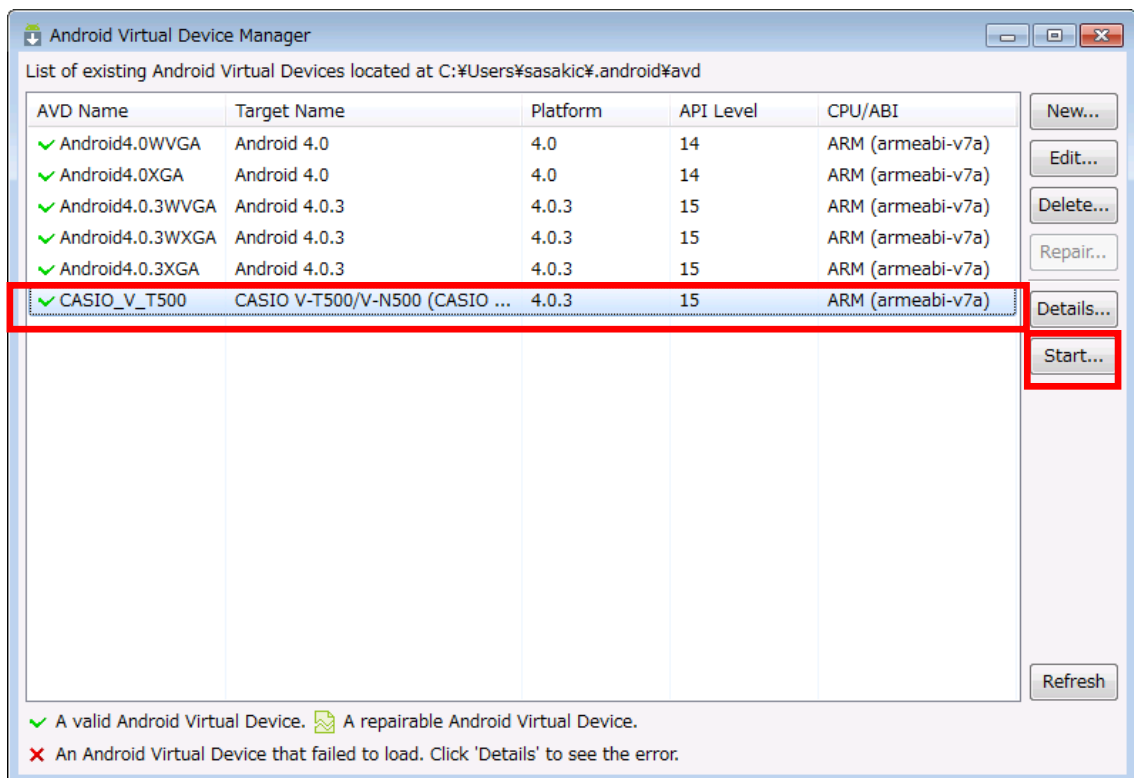 Android Virtual Device Manager
List of existing Android Virtual Devices located at C:¥Users¥sasakic¥.android¥avd
AVD Name Target Name Platform API Level CPU/ABI
Android4.0WVGA Android 4.0 4.0 14 ARM (armeabi-v7a)
Android4.0XGA Android 4.0 4.0 14 ARM (armeabi-v7a)
Android4.0.3WVGA Android 4.0.3 4.0.3 15 ARM (armeabi-v7a)
Android4.0.3WXGA Android 4.0.3 4.0.3 15 ARM (armeabi-v7a)
Android4.0.3XGA Android 4.0.3 4.0.3 15 ARM (armeabi-v7a)
CASIO_V_T500 CASIO V-T500/V-N500 (CASIO ... 4.0.3 15 ARM (armeabi-v7a)
New...
Edit...
Delete...
Repair...
Details...
Start...
Refresh
A valid Android Virtual Device. A repairable Android Virtual Device.
An Android Virtual Device that failed to load. Click 'Details' to see the error.